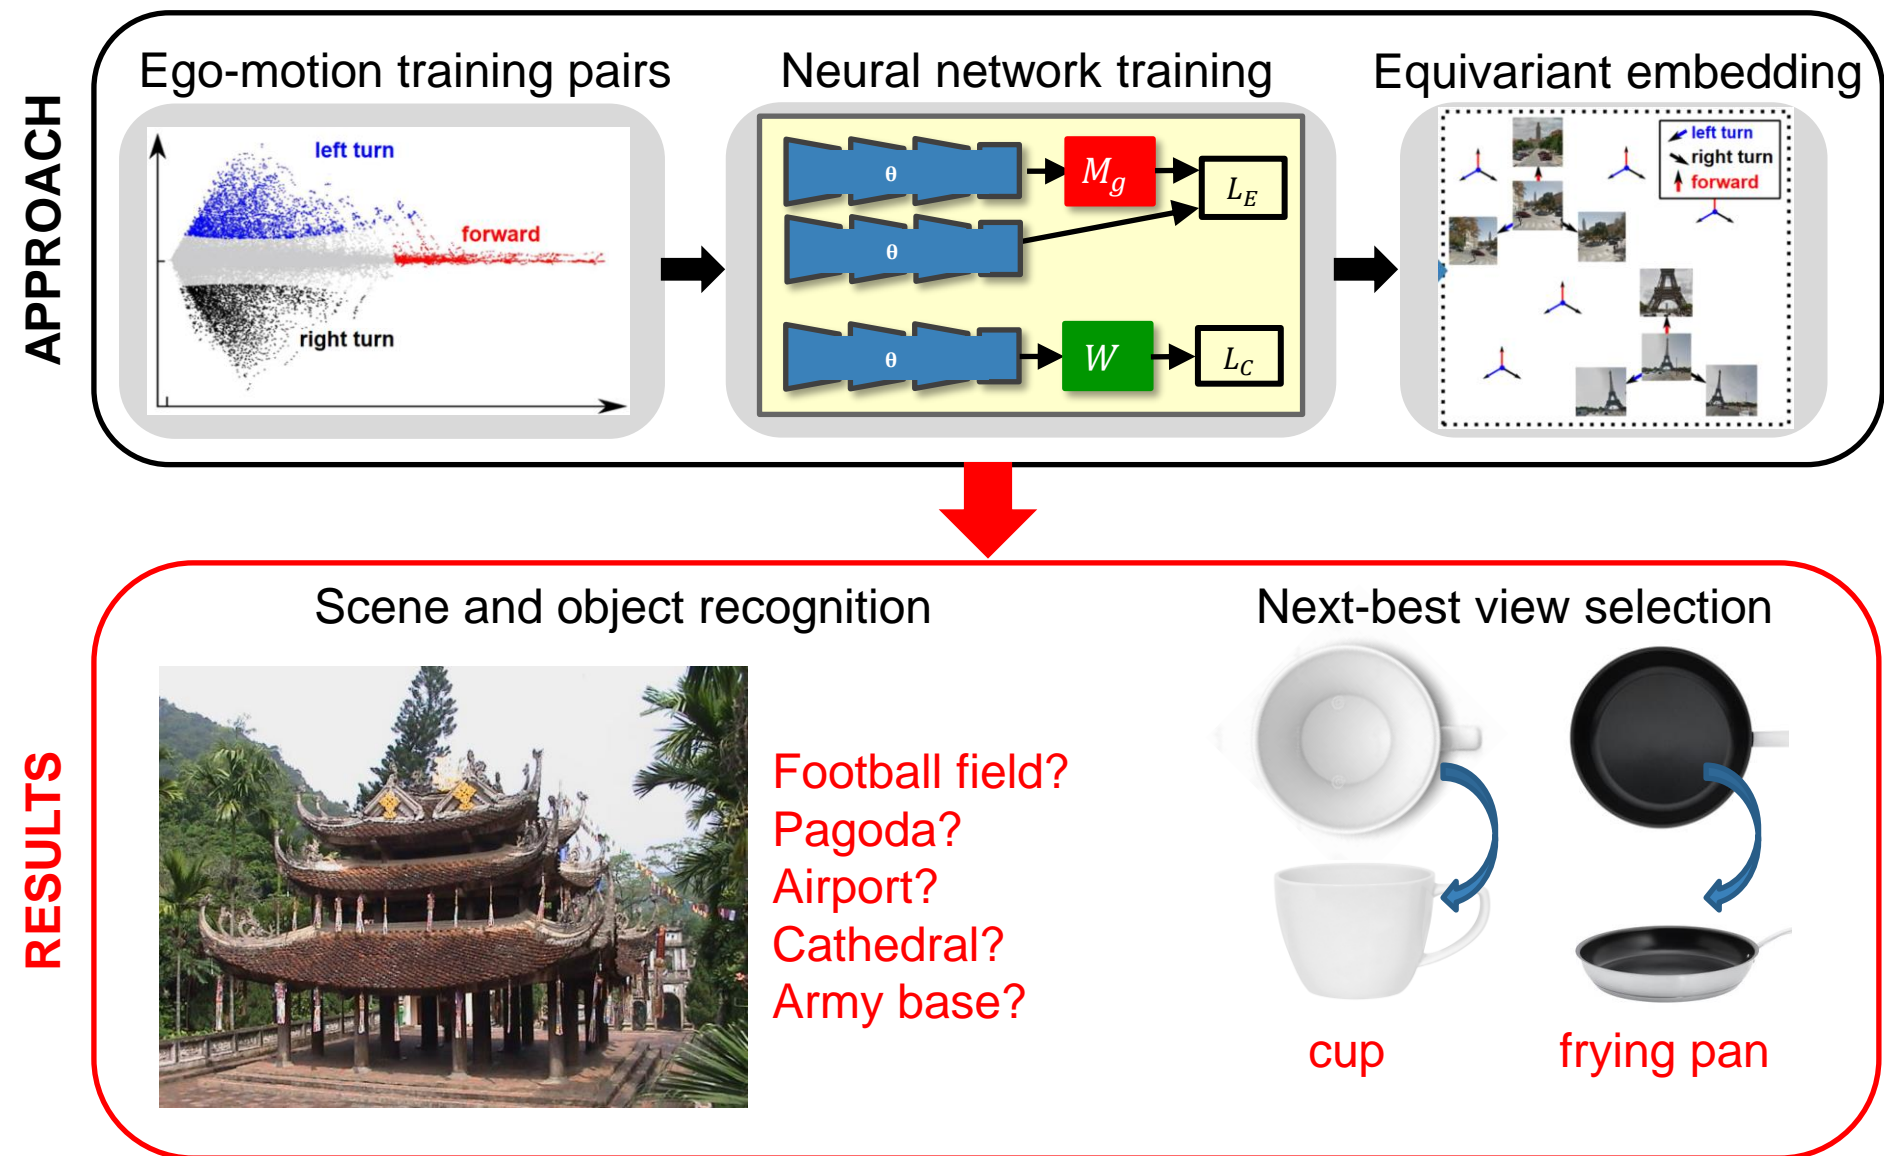 APPROACH
Ego-motion training pairs
Neural network training
Equivariant embedding
left turn
forward
right turn
θ
M_g
L_E
θ
θ
W
L_C
left turn
right turn
forward
RESULTS
Scene and object recognition
Next-best view selection
Football field?
Pagoda?
Airport?
Cathedral?
Army base?
cup
frying pan